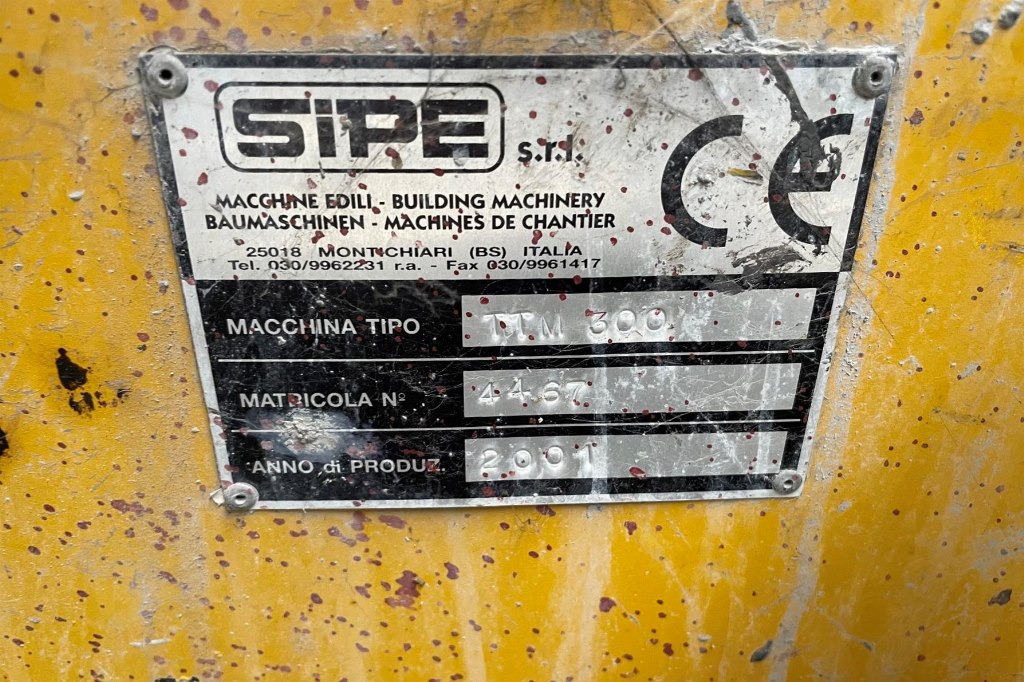 SiPE s.r.l.
CE
MACCHINE EDILI - BUILDING MACHINERY
BAUMASCHINEN - MACHINES DE CHANTIER
25018 MONTICHIARI (BS) ITALIA
Tel. 030/9962231 r.a. - Fax 030/9961417
MACCHINA TIPO TTM 300
MATRICOLA Nº 4467
ANNO di PRODUZ. 2001